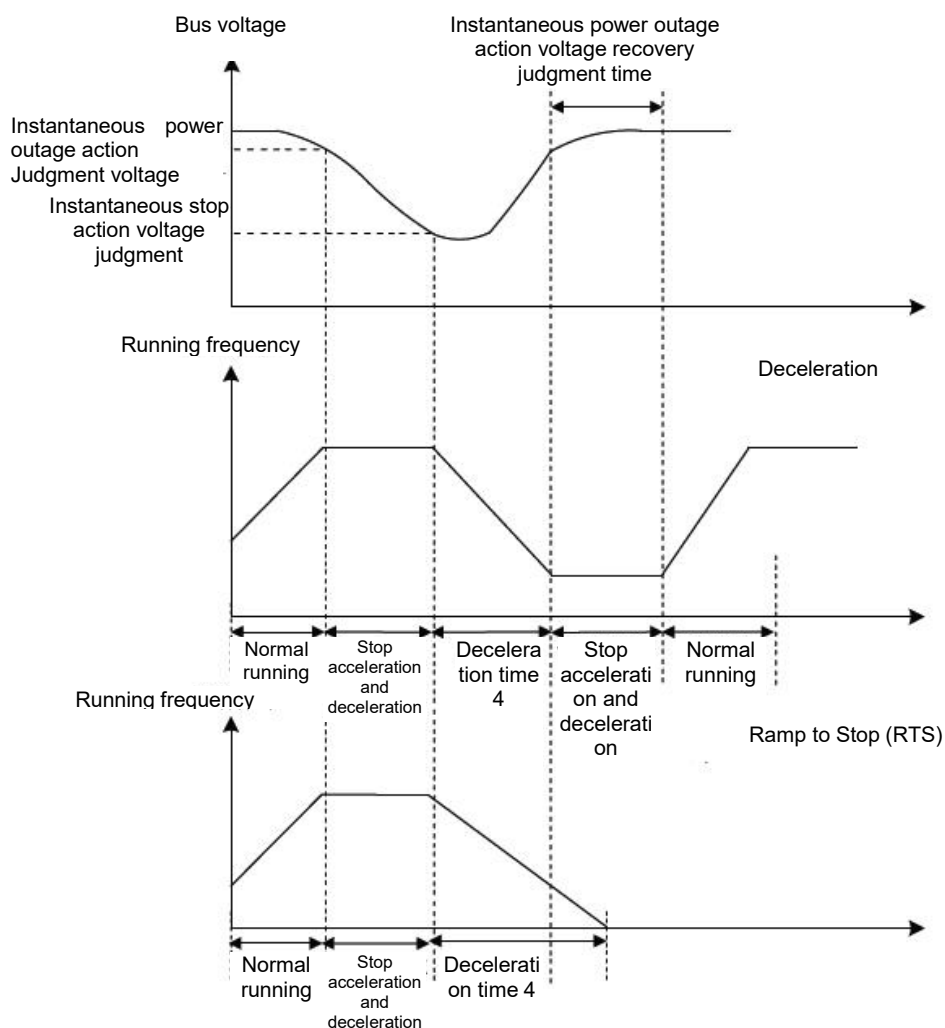 Bus voltage
Instantaneous power outage
action voltage recovery
judgment time
Instantaneous power
outage action
Judgment voltage
Instantaneous stop
action voltage
judgment
Running frequency
Deceleration
Normal
running
Stop
acceleration
and
deceleration
Decelera
tion time
4
Stop
accelerati
on and
decelerati
on
Normal
running
Running frequency
Ramp to Stop (RTS)
Normal
running
Stop
acceleration
and
deceleration
Decelerati
on time 4